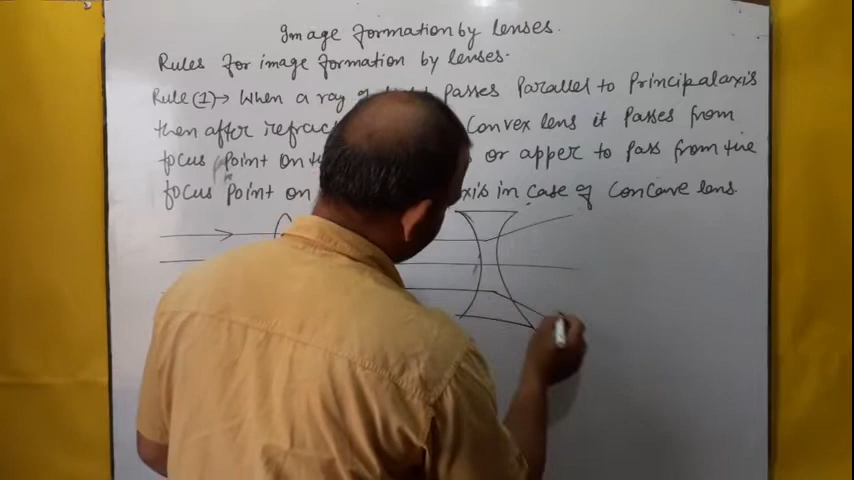 Image formation by lenses.
Rules for image formation by lenses.
Rule (1) → When a ray of Passes Parallel to Principal axis
then after refrac Convex lens it Passes from
focus Point on or apper to Pass from the
focus Point on xis in case of Concave lens.